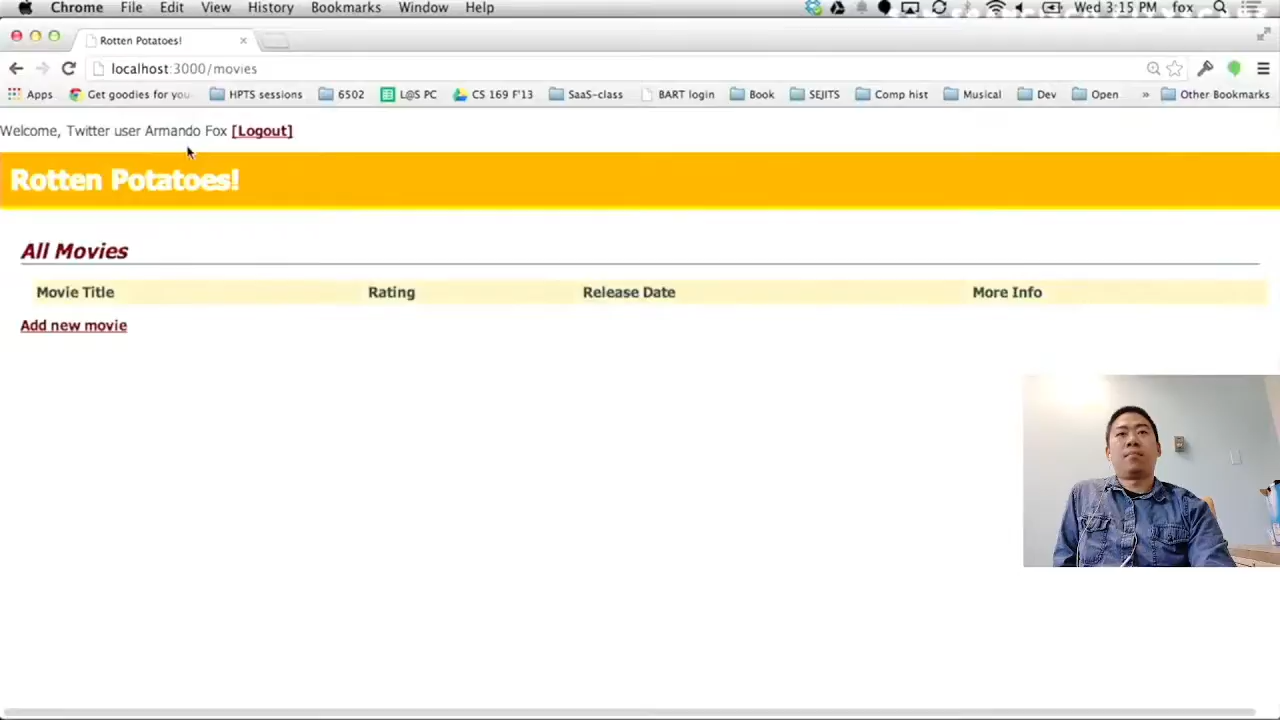 Chrome File Edit View History Bookmarks Window Help Wed 3:15 PM fox
Rotten Potatoes!
localhost:3000/movies
Apps Get goodies for you HPTS sessions 6502 L@S PC CS 169 F'13 SaaS-class BART login Book SEJITS Comp hist Musical Dev Open » Other Bookmarks
Welcome, Twitter user Armando Fox [Logout]
Rotten Potatoes!
All Movies
Movie Title Rating Release Date More Info
Add new movie